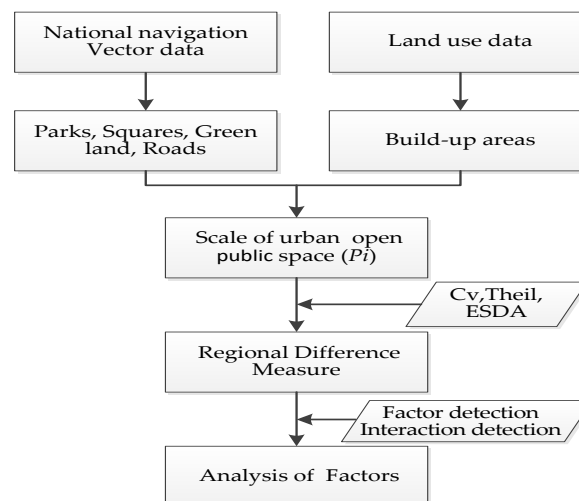 National navigation
Vector data
Land use data
Parks, Squares, Green
land, Roads
Build-up areas
Scale of urban open
public space (Pi)
Cv,Theil,
ESDA
Regional Difference
Measure
Factor detection
Interaction detection
Analysis of Factors